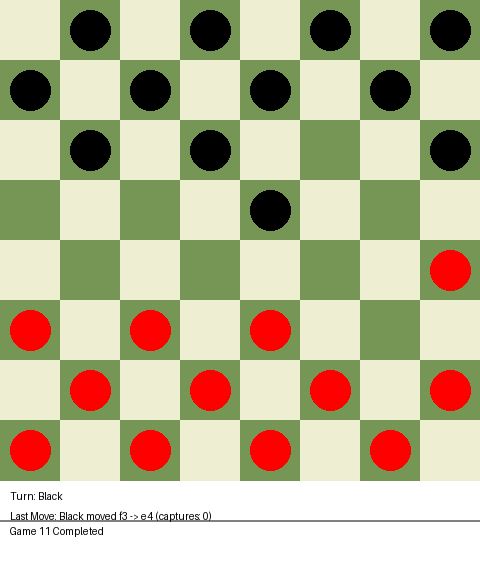 Turn: Black
Last Move: Black moved f3 -> e4 (captures: 0)
Game 11 Completed